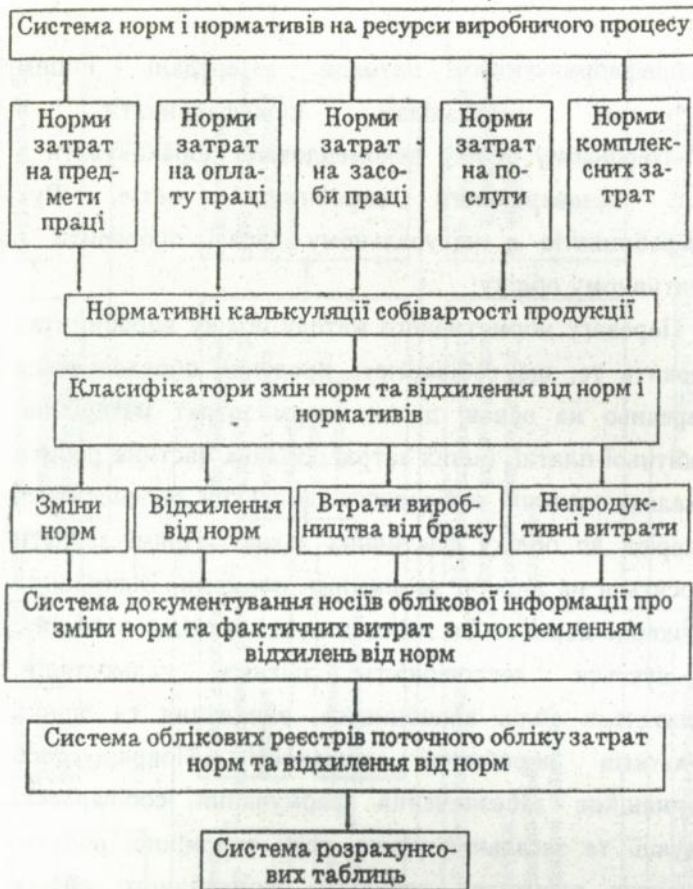 Система норм і нормативів на ресурси виробничого процесу
Норми
затрат
на пред-
мети
праці
Норми
затрат
на опла-
ту праці
Норми
затрат
на засо-
би праці
Норми
затрат
на по-
слуги
Норми
комплек-
сних за-
трат
Нормативні калькуляції собівартості продукції
Класифікатори змін норм та відхилення від норм і
нормативів
Зміни
норм
Відхилення
від норм
Втрати вироб-
ництва від браку
Непродук-
тивні витрати
Система документування носіїв облікової інформації про
зміни норм та фактичних витрат з відокремленням
відхилень від норм
Система облікових реєстрів поточного обліку затрат
норм та відхилення від норм
Система розрахунко-
вих таблиць